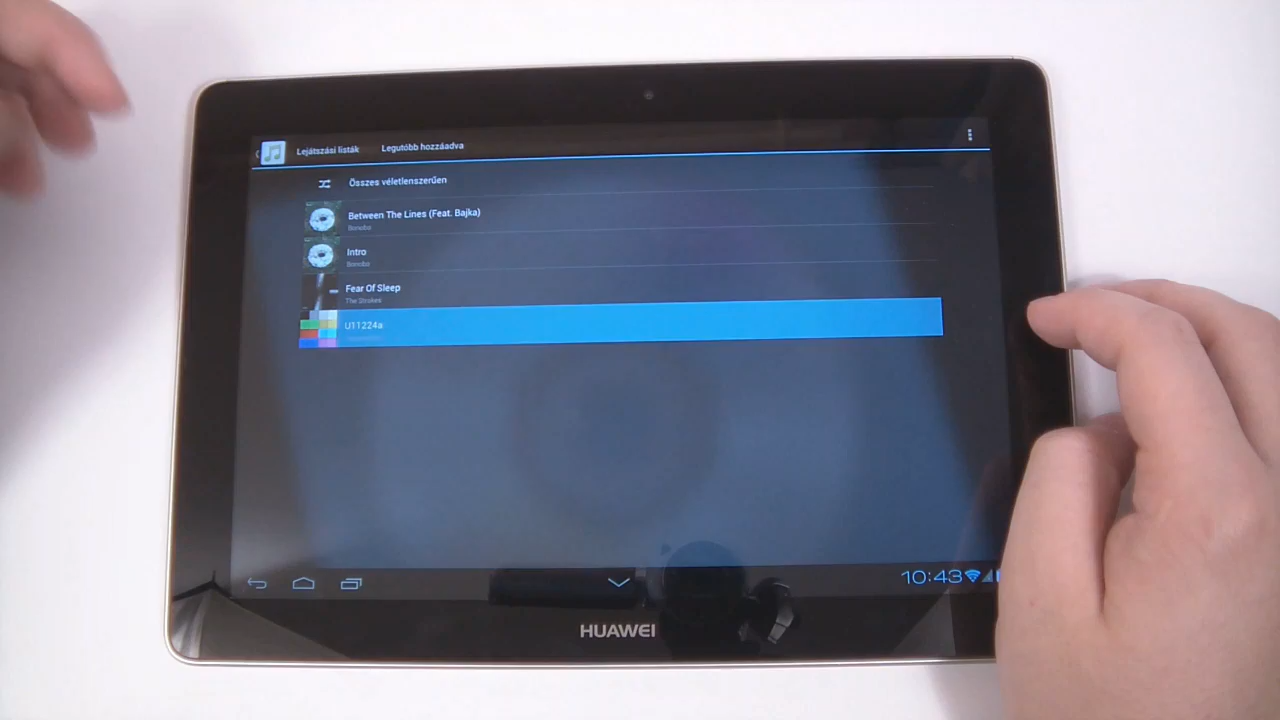 Lejátszási listák Legutóbb hozzáadva
Összes véletlenszerűen
Between The Lines (Feat. Bajka)
Bonobo
Intro
Bonobo
Fear Of Sleep
The Strokes
U11224a
10:43
HUAWEI